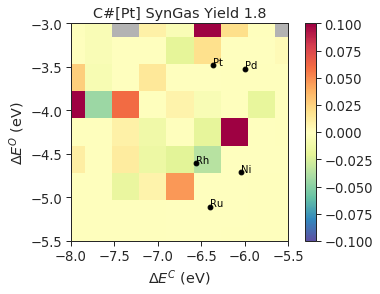 C#[Pt] SynGas Yield 1.8
−3.0
−3.5
−4.0
−4.5
−5.0
−5.5
ΔE^O (eV)
Pt
Pd
Rh
Ni
Ru
−8.0 −7.5 −7.0 −6.5 −6.0 −5.5
ΔE^C (eV)
0.100
0.075
0.050
0.025
0.000
−0.025
−0.050
−0.075
−0.100